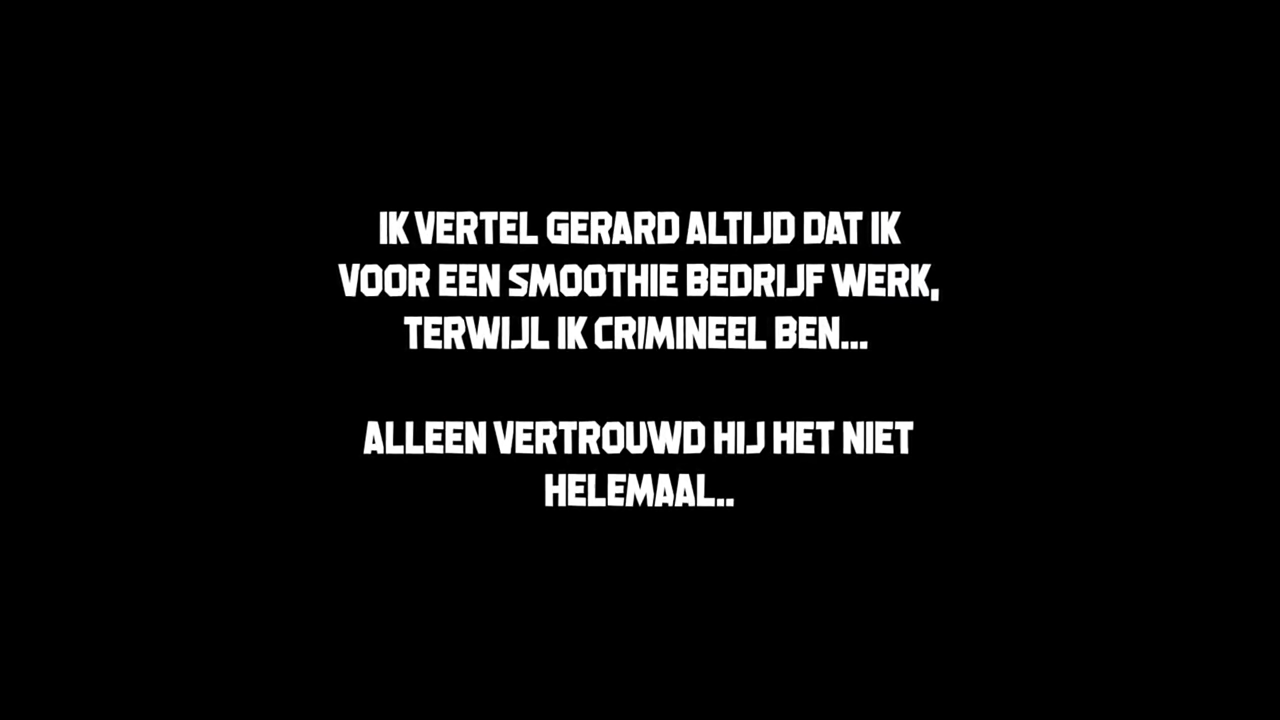 IK VERTEL GERARD ALTIJD DAT IK
VOOR EEN SMOOTHIE BEDRIJF WERK,
TERWIJL IK CRIMINEEL BEN...
ALLEEN VERTROUWD HIJ HET NIET
HELEMAAL..